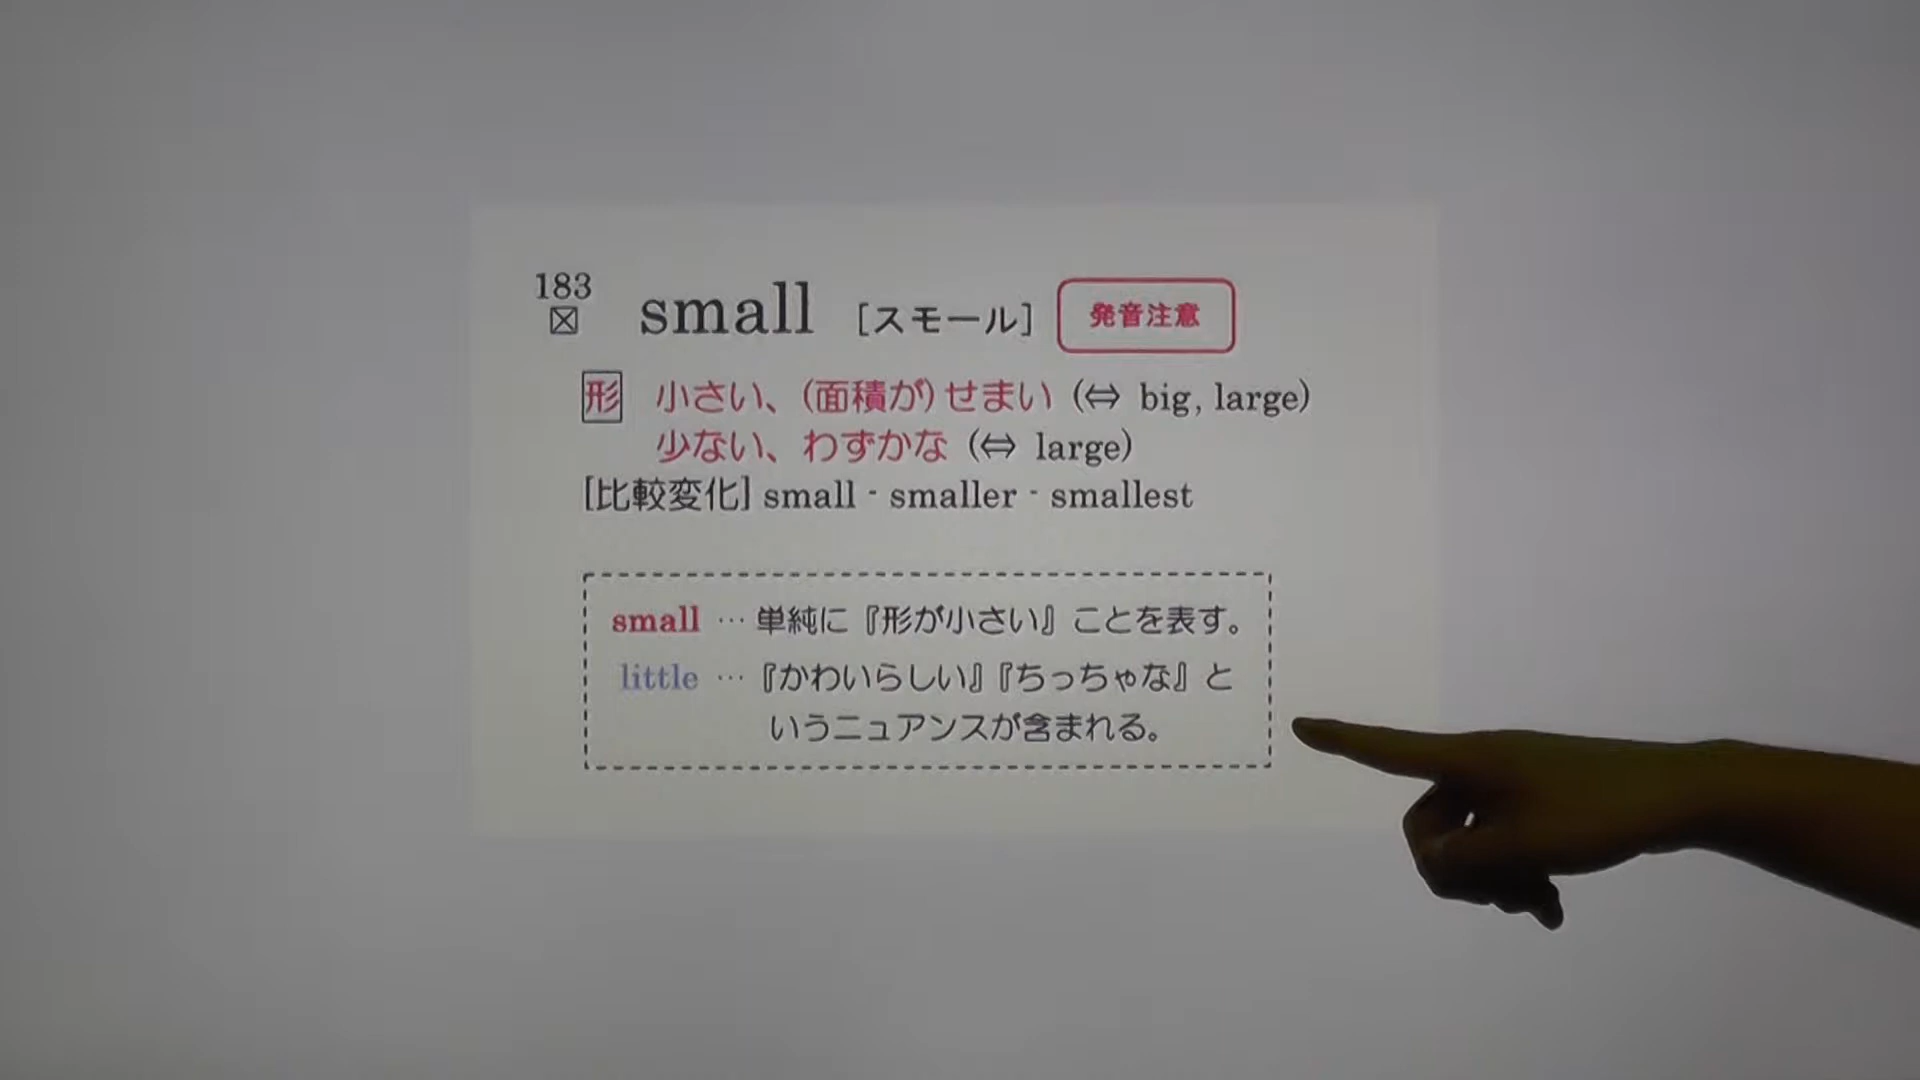 183
small [スモール] 発音注意
形 小さい、(面積が)せまい (⇔ big, large)
少ない、わずかな (⇔ large)
[比較変化] small - smaller - smallest
small … 単純に『形が小さい』ことを表す。
little … 『かわいらしい』『ちっちゃな』と
いうニュアンスが含まれる。